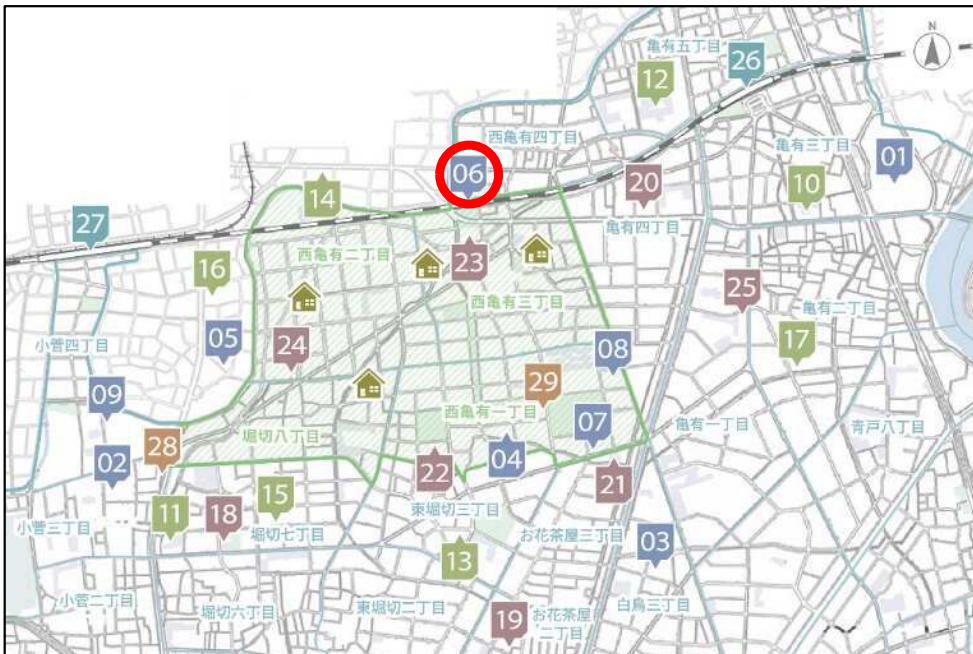 N
亀有五丁目
26
12
西亀有四丁目
亀有三丁目
01
06
20
10
14
亀有四丁目
27
西亀有二丁目
23
16
25
西亀有三丁目
亀有二丁目
小菅四丁目
05
24
08
17
29
09
西亀有一丁目
07
堀切八丁目
亀有一丁目
青戸八丁目
28
02
04
22
21
15
11
18
東堀切三丁目
小菅三丁目
堀切七丁目
お花茶屋三丁目
03
13
小菅二丁目
堀切六丁目
東堀切二丁目
白鳥三丁目
19
お花茶屋
二丁目